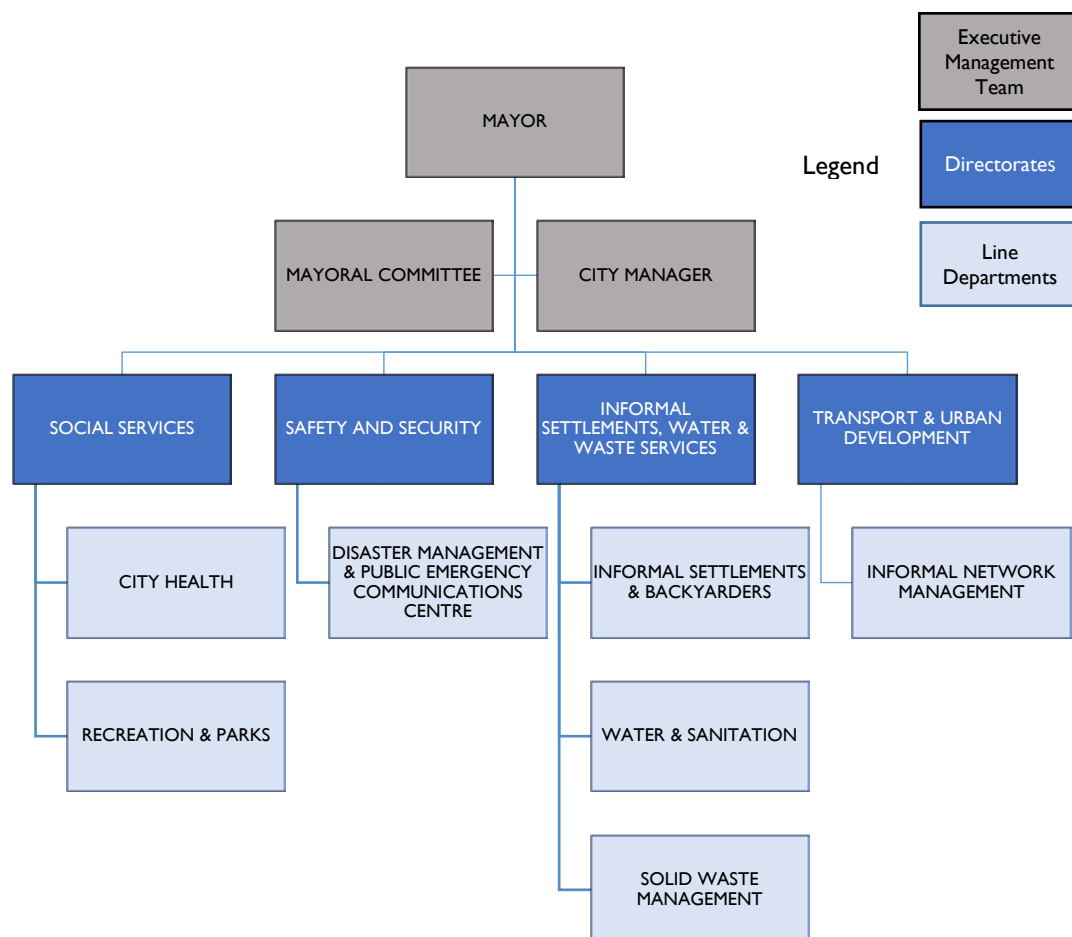 Executive
Management
Team
MAYOR
Legend
Directorates
MAYORAL COMMITTEE
CITY MANAGER
Line
Departments
SOCIAL SERVICES
SAFETY AND SECURITY
INFORMAL
SETTLEMENTS, WATER &
WASTE SERVICES
TRANSPORT & URBAN
DEVELOPMENT
CITY HEALTH
DISASTER MANAGEMENT
& PUBLIC EMERGENCY
COMMUNICATIONS
CENTRE
INFORMAL SETTLEMENTS
& BACKYARDERS
INFORMAL NETWORK
MANAGEMENT
RECREATION & PARKS
WATER & SANITATION
SOLID WASTE
MANAGEMENT